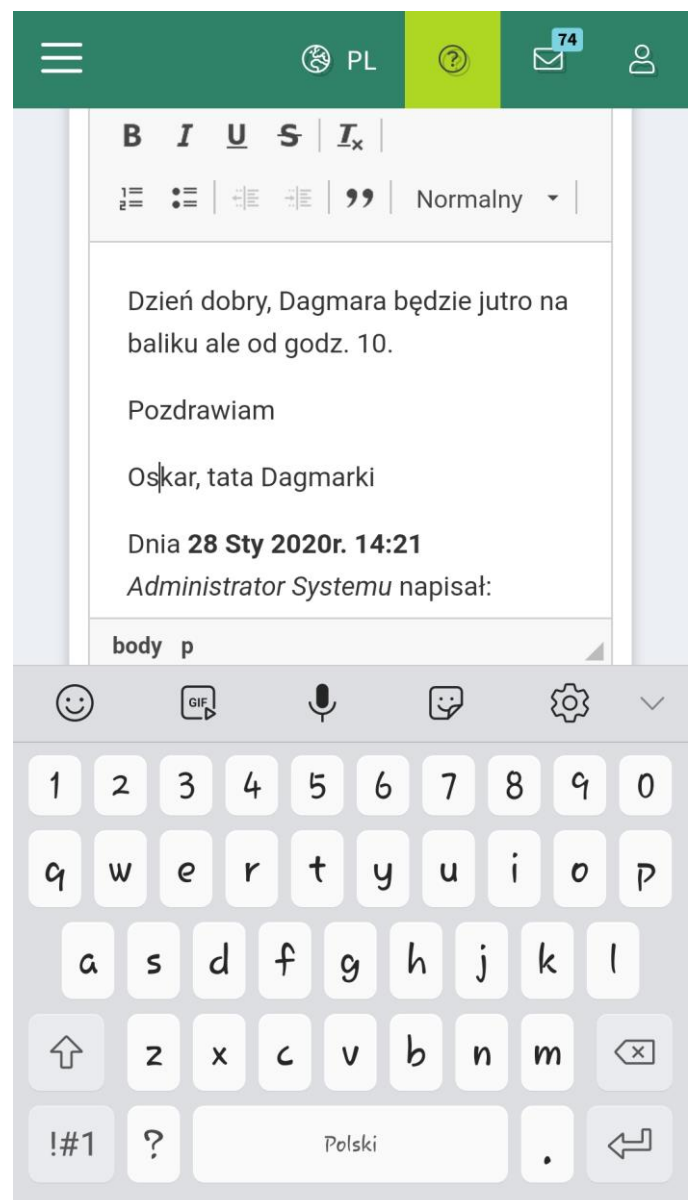 PL
74
B I U S Tx
Normalny
Dzień dobry, Dagmara będzie jutro na
baliku ale od godz. 10.
Pozdrawiam
Oskar, tata Dagmarki
Dnia 28 Sty 2020r. 14:21
Administrator Systemu napisał:
body p
GIF
1 2 3 4 5 6 7 8 9 0
q w e r t y u i o p
a s d f g h j k l
z x c v b n m
!#1 ? Polski .